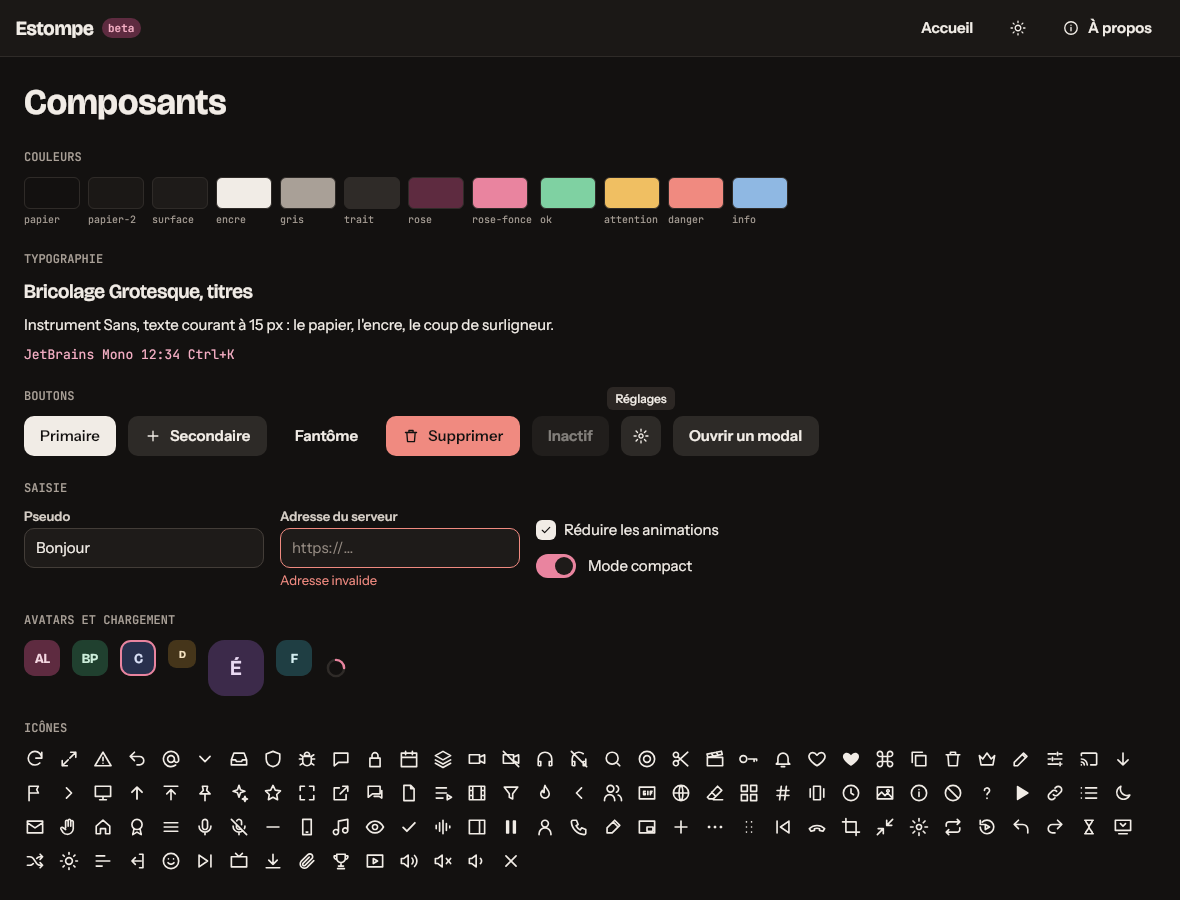 Estompe beta Accueil À propos
Composants
COULEURS
papier papier-2 surface encre gris trait rose rose-fonce ok attention danger info
TYPOGRAPHIE
Bricolage Grotesque, titres
Instrument Sans, texte courant à 15 px : le papier, l'encre, le coup de surligneur.
JetBrains Mono 12:34 Ctrl+K
BOUTONS
Réglages
Primaire + Secondaire Fantôme Supprimer Inactif Ouvrir un modal
SAISIE
Pseudo Adresse du serveur
Bonjour https://… Réduire les animations
Mode compact
Adresse invalide
AVATARS ET CHARGEMENT
AL BP C D É F
ICÔNES
GIF